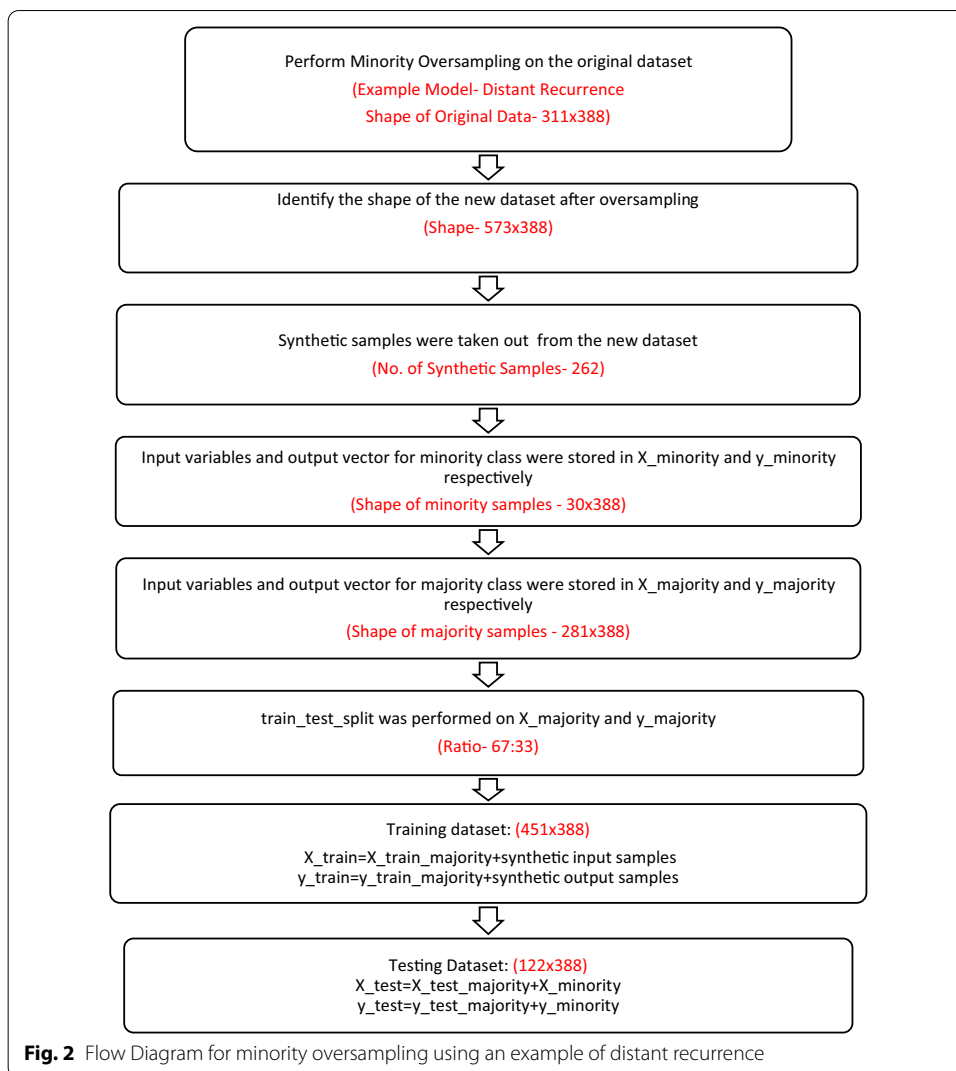 Perform Minority Oversampling on the original dataset
(Example Model- Distant Recurrence
Shape of Original Data- 311x388)
Identify the shape of the new dataset after oversampling
(Shape- 573x388)
Synthetic samples were taken out from the new dataset
(No. of Synthetic Samples- 262)
Input variables and output vector for minority class were stored in X_minority and y_minority
respectively
(Shape of minority samples - 30x388)
Input variables and output vector for majority class were stored in X_majority and y_majority
respectively
(Shape of majority samples - 281x388)
train_test_split was performed on X_majority and y_majority
(Ratio- 67:33)
Training dataset: (451x388)
X_train=X_train_majority+synthetic input samples
y_train=y_train_majority+synthetic output samples
Testing Dataset: (122x388)
X_test=X_test_majority+X_minority
y_test=y_test_majority+y_minority
Fig. 2 Flow Diagram for minority oversampling using an example of distant recurrence